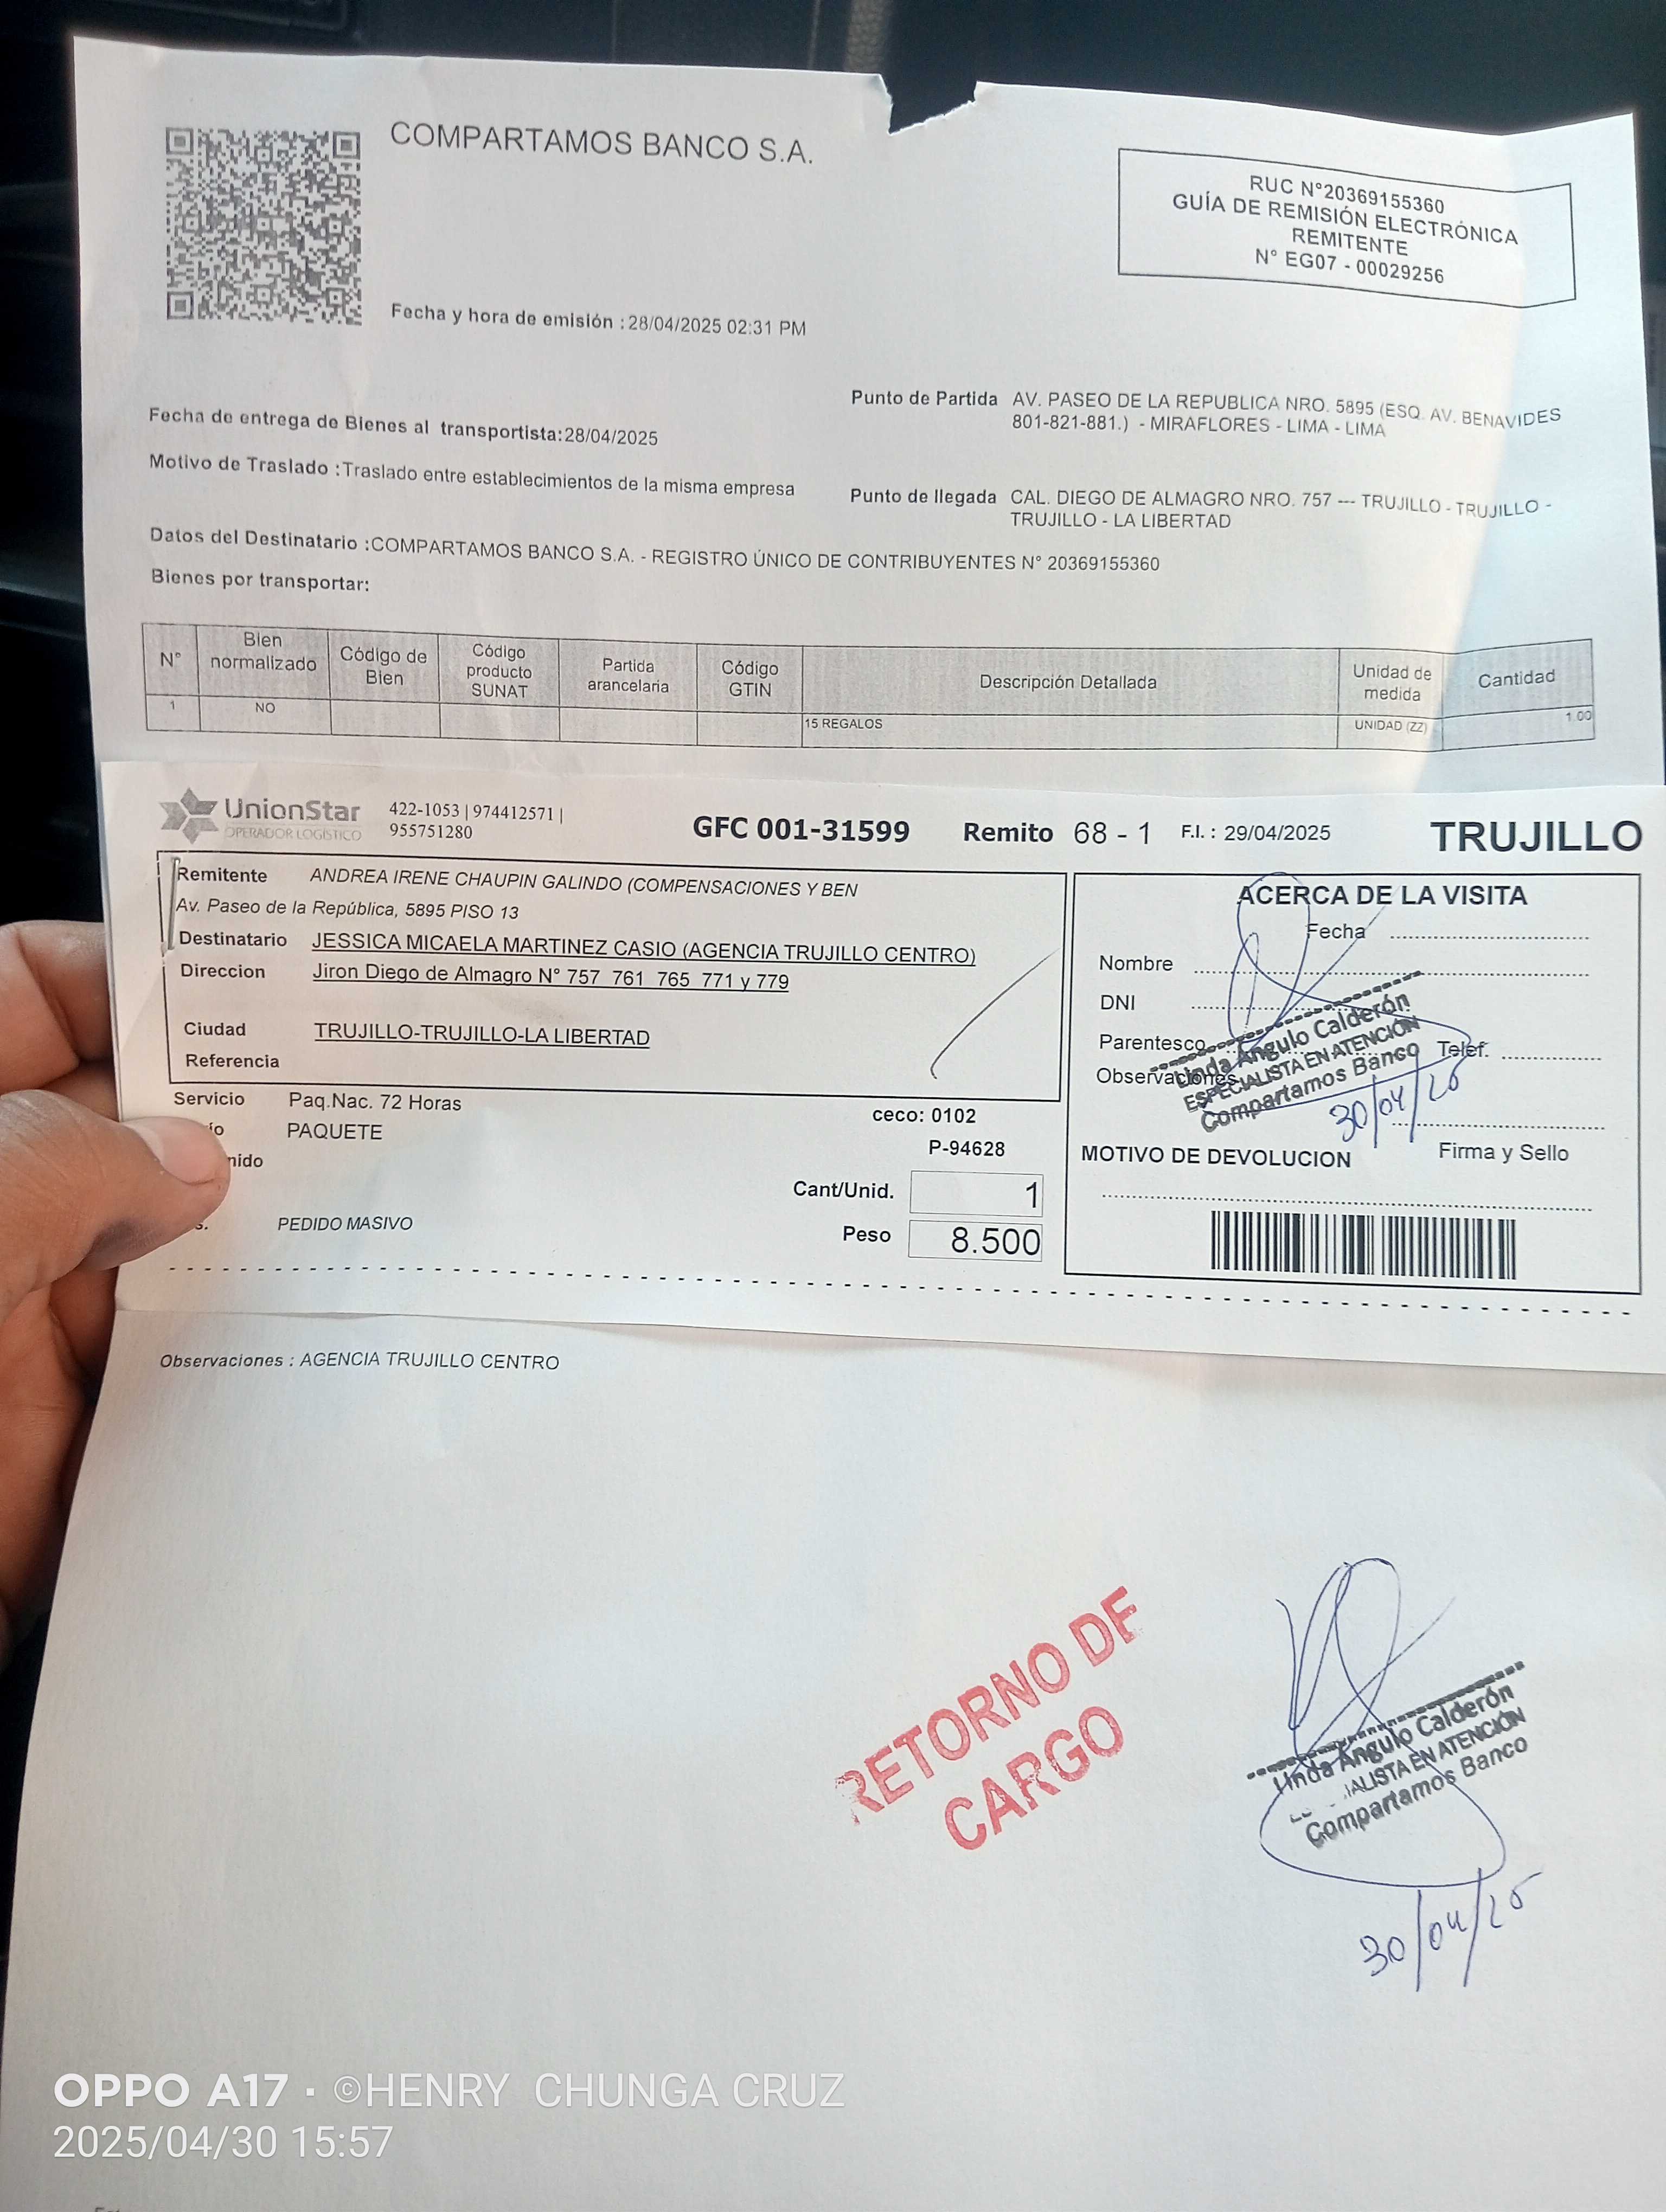 COMPARTAMOS BANCO S.A.
RUC N°20369155360
GUÍA DE REMISIÓN ELECTRÓNICA
REMITENTE
N° EG07 - 00029256
Fecha y hora de emisión :28/04/2025 02:31 PM
Fecha de entrega de Bienes al transportista:28/04/2025
Motivo de Traslado :Traslado entre establecimientos de la misma empresa
Punto de Partida AV. PASEO DE LA REPUBLICA NRO. 5895 (ESQ. AV. BENAVIDES
801-821-881.) - MIRAFLORES - LIMA - LIMA
Punto de llegada CAL. DIEGO DE ALMAGRO NRO. 757 --- TRUJILLO - TRUJILLO -
TRUJILLO - LA LIBERTAD
Datos del Destinatario :COMPARTAMOS BANCO S.A. - REGISTRO ÚNICO DE CONTRIBUYENTES N° 20369155360
Bienes por transportar:
N° Bien normalizado Código de Bien Código producto SUNAT Partida arancelaria Código GTIN Descripción Detallada Unidad de medida Cantidad
1 NO 15 REGALOS UNIDAD (ZZ) 1.00
UnionStar
OPERADOR LOGÍSTICO
422-1053 | 974412571 |
955751280
GFC 001-31599 Remito 68 - 1 F.I. : 29/04/2025 TRUJILLO
Remitente ANDREA IRENE CHAUPIN GALINDO (COMPENSACIONES Y BEN
Av. Paseo de la República, 5895 PISO 13
Destinatario JESSICA MICAELA MARTINEZ CASIO (AGENCIA TRUJILLO CENTRO)
Direccion Jiron Diego de Almagro N° 757 761 765 771 y 779
Ciudad TRUJILLO-TRUJILLO-LA LIBERTAD
Referencia
Servicio Paq.Nac. 72 Horas
PAQUETE
ceco: 0102
P-94628
Cant/Unid. 1
Peso 8.500
PEDIDO MASIVO
ACERCA DE LA VISITA
Fecha
Nombre
DNI
Parentesco
Telef.
Observaciones
Linda Angulo Calderón
ESPECIALISTA EN ATENCIÓN
Compartamos Banco
30/04/25
MOTIVO DE DEVOLUCION
Firma y Sello
Observaciones : AGENCIA TRUJILLO CENTRO
RETORNO DE
CARGO
Linda Angulo Calderón
IALISTA EN ATENCIÓN
Compartamos Banco
30/04/25
OPPO A17 · ©HENRY CHUNGA CRUZ
2025/04/30 15:57